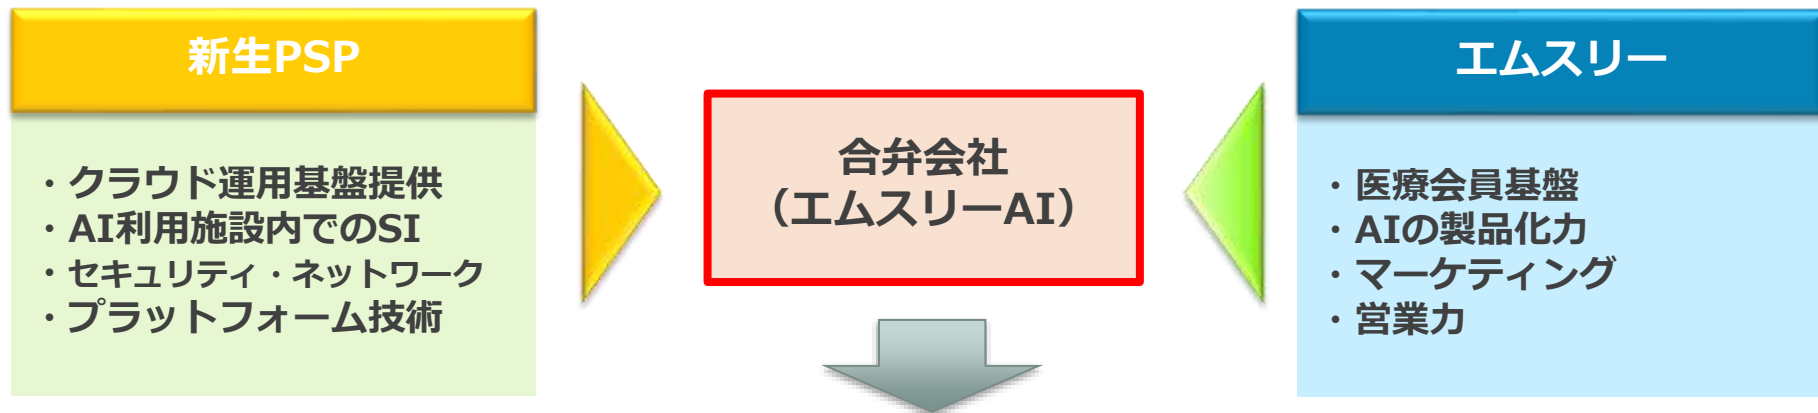 新生PSP
・クラウド運用基盤提供
・AI利用施設内でのSI
・セキュリティ・ネットワーク
・プラットフォーム技術
合弁会社
（エムスリーAI）
エムスリー
・医療会員基盤
・AIの製品化力
・マーケティング
・営業力